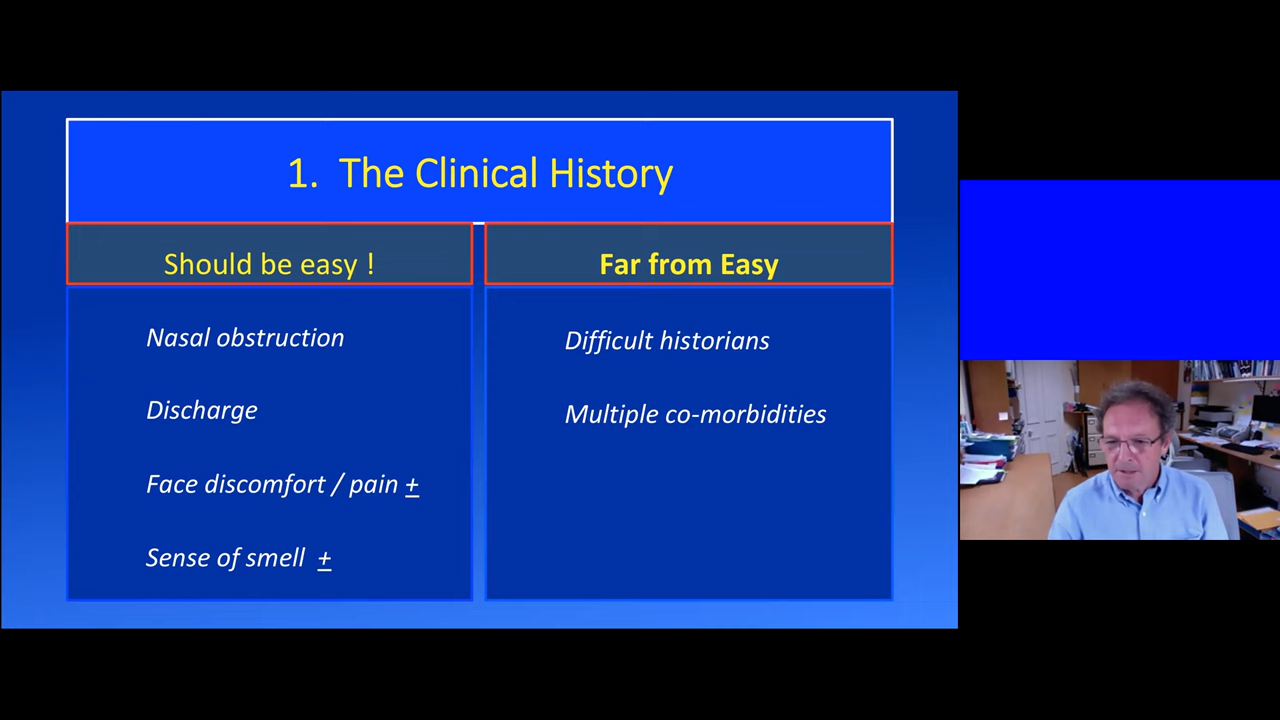 1. The Clinical History
Should be easy !
Nasal obstruction
Discharge
Face discomfort / pain ±
Sense of smell ±
Far from Easy
Difficult historians
Multiple co-morbidities